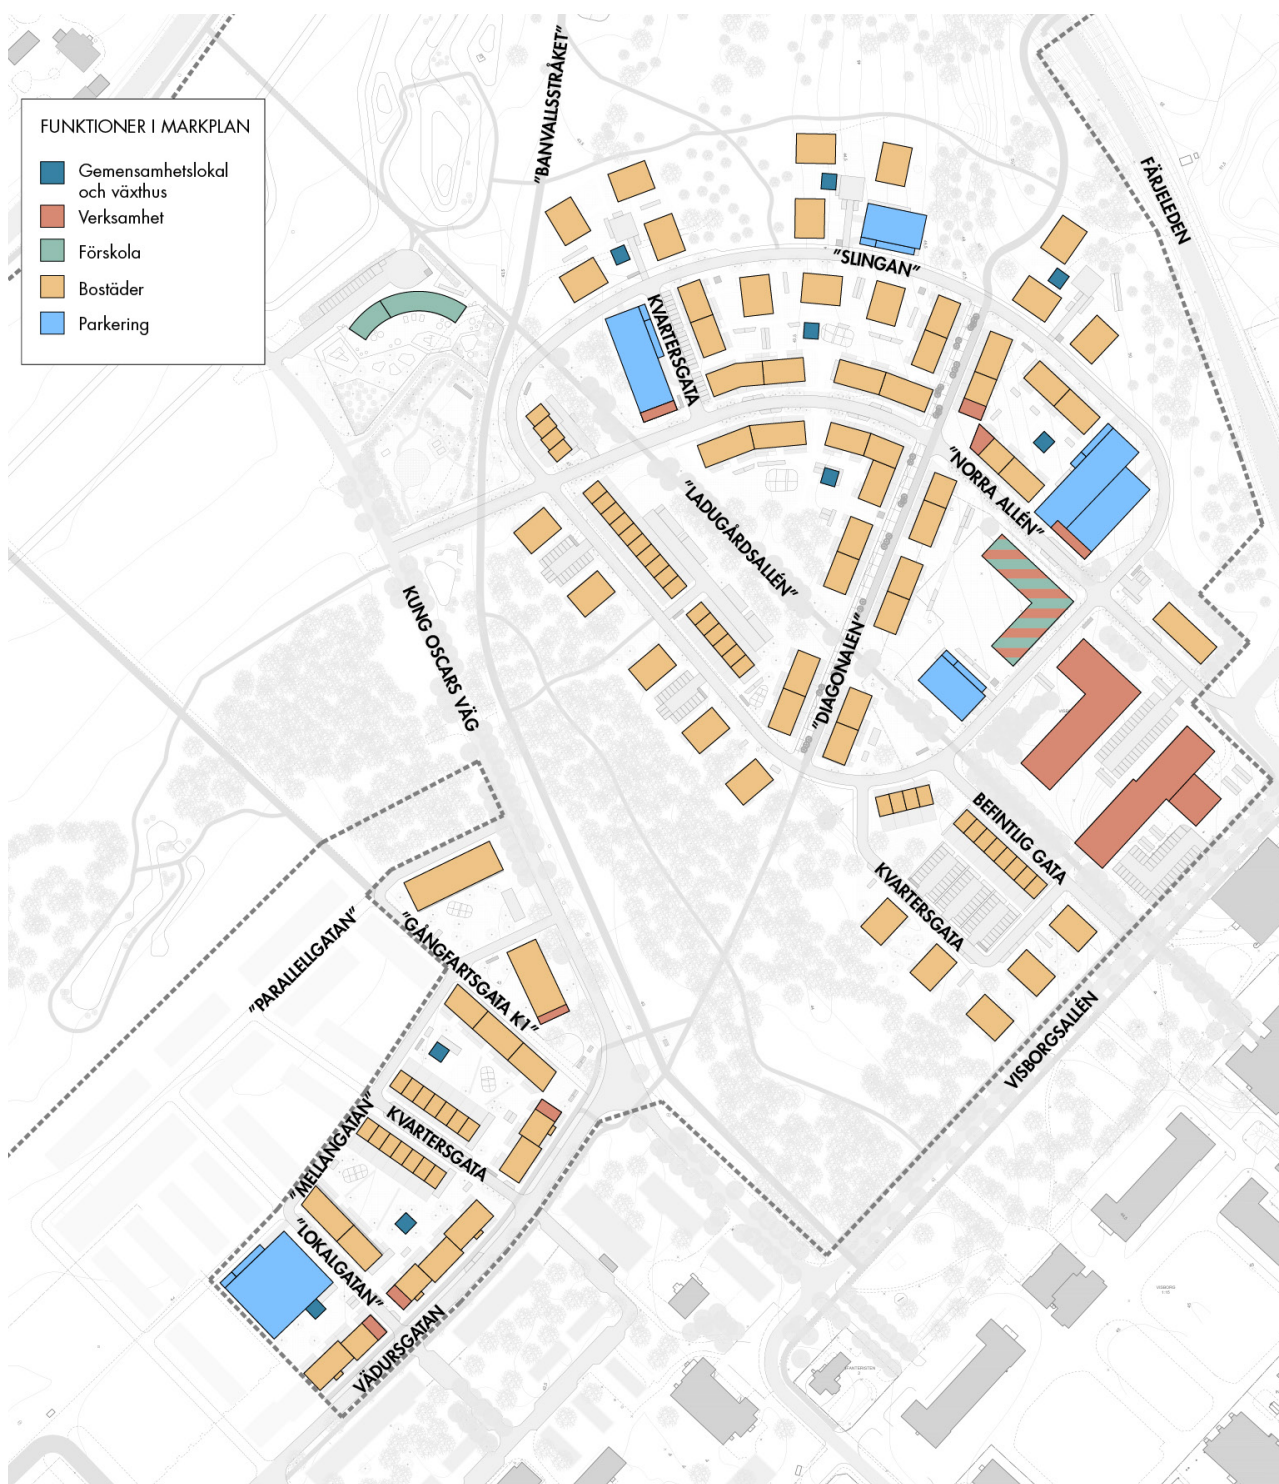 FUNKTIONER I MARKPLAN
Gemensamhetslokal
och växthus
Verksamhet
Förskola
Bostäder
Parkering
"BANVALLSSTRÅKET"
FÄRJELEDEN
"SLINGAN"
KVARTERSGATA
"NORRA ALLÉN"
"LADUGÅRDSALLÉN"
KUNG OSCARS VÄG
"DIAGONALEN"
BEFINTLIG GATA
KVARTERSGATA
"PARALLELLGATAN"
"GÅNGFARTSGATA K1"
VISBORGSALLÉN
"MELLANGATAN"
KVARTERSGATA
"LOKALGATAN"
VÄDURSGATAN